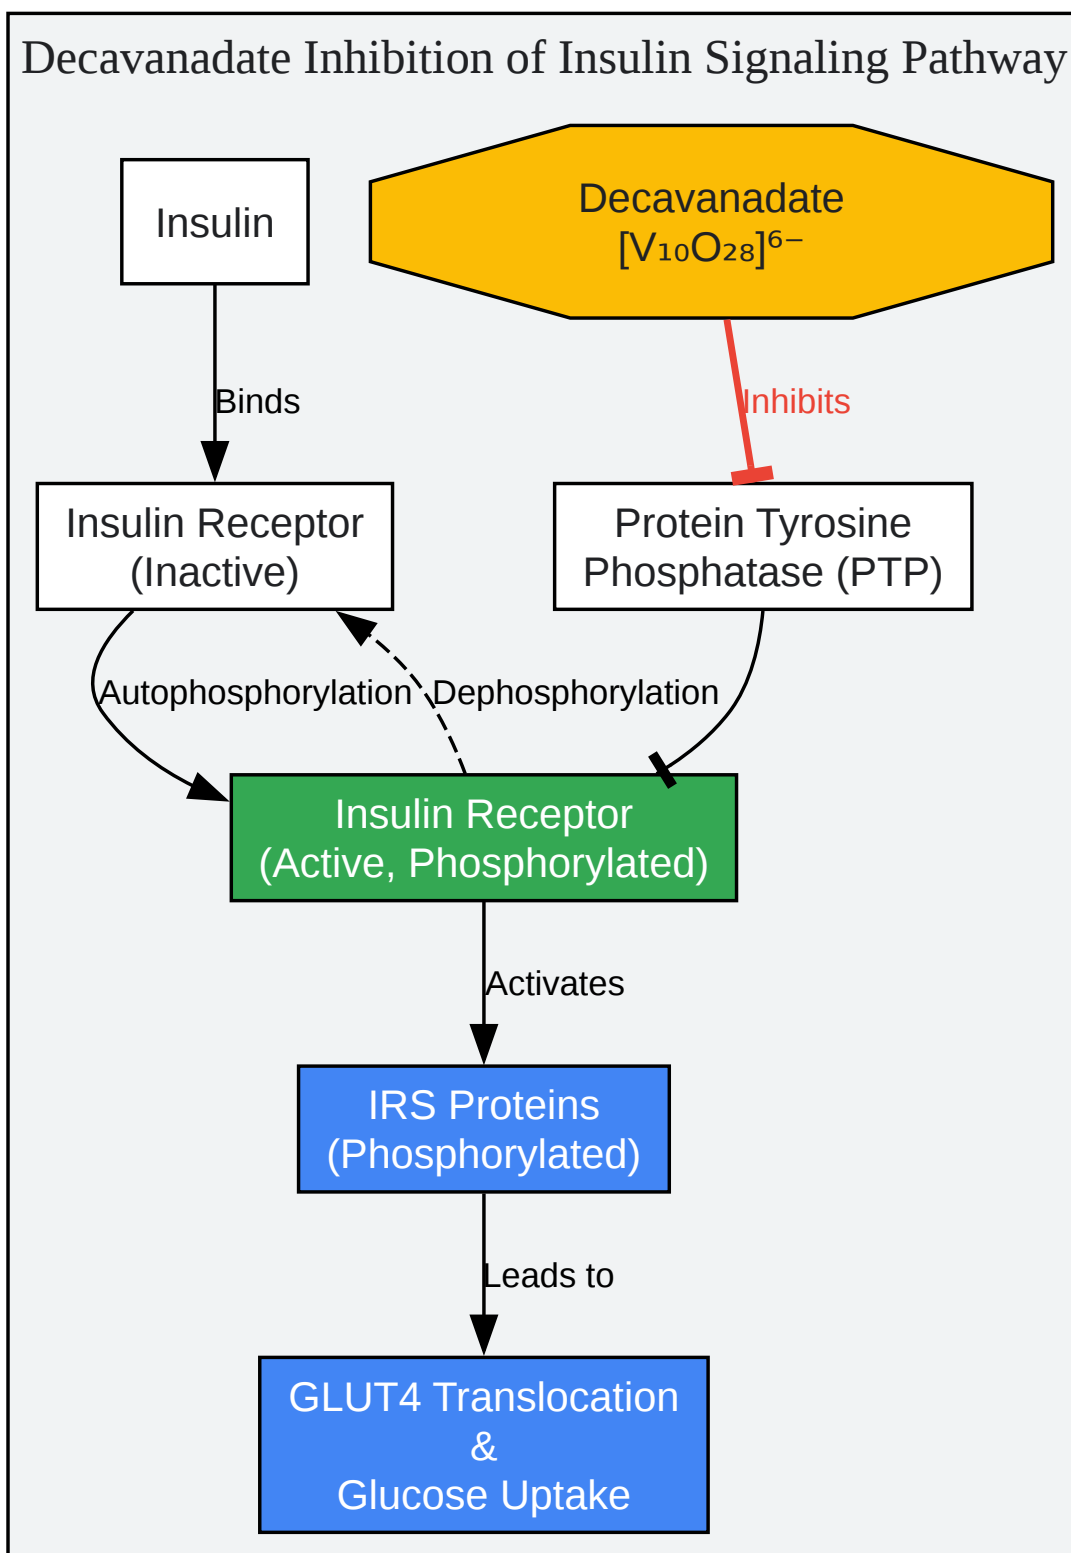 Decavanadate Inhibition of Insulin Signaling Pathway
Insulin
Decavanadate
[V₁₀O₂₈]⁶⁻
Binds
Inhibits
Insulin Receptor
(Inactive)
Protein Tyrosine
Phosphatase (PTP)
Autophosphorylation
Dephosphorylation
Insulin Receptor
(Active, Phosphorylated)
Activates
IRS Proteins
(Phosphorylated)
Leads to
GLUT4 Translocation
&
Glucose Uptake